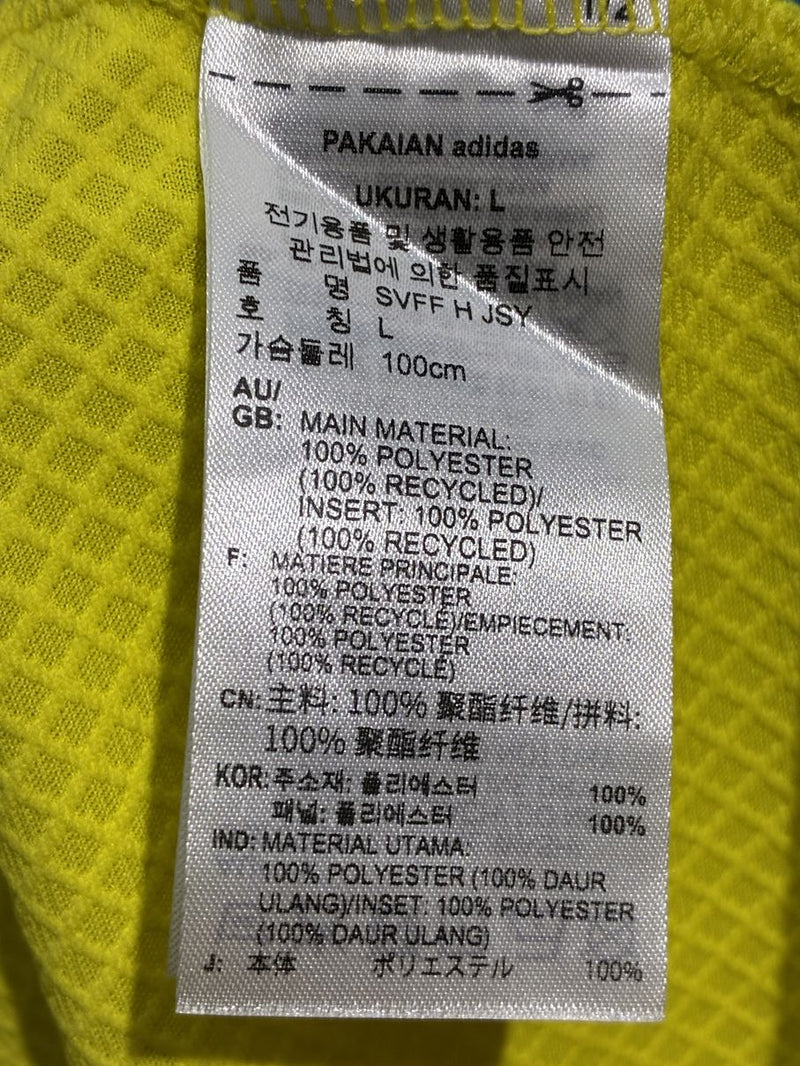 1/2
PAKAIAN adidas
UKURAN: L
전기용품 및 생활용품 안전
관리법에 의한 품질표시
품 명 SVFF H JSY
호 칭 L
가슴둘레 100cm
AU/
GB: MAIN MATERIAL:
100% POLYESTER
(100% RECYCLED)/
INSERT: 100% POLYESTER
(100% RECYCLED)
F: MATIERE PRINCIPALE:
100% POLYESTER
(100% RECYCLÉ)/EMPIECEMENT:
100% POLYESTER
(100% RECYCLÉ)
CN: 主料: 100% 聚酯纤维/拼料:
100% 聚酯纤维
KOR: 주소재: 폴리에스터 100%
패널: 폴리에스터 100%
IND: MATERIAL UTAMA:
100% POLYESTER (100% DAUR
ULANG)/INSET: 100% POLYESTER
(100% DAUR ULANG)
J: 本体 ポリエステル 100%